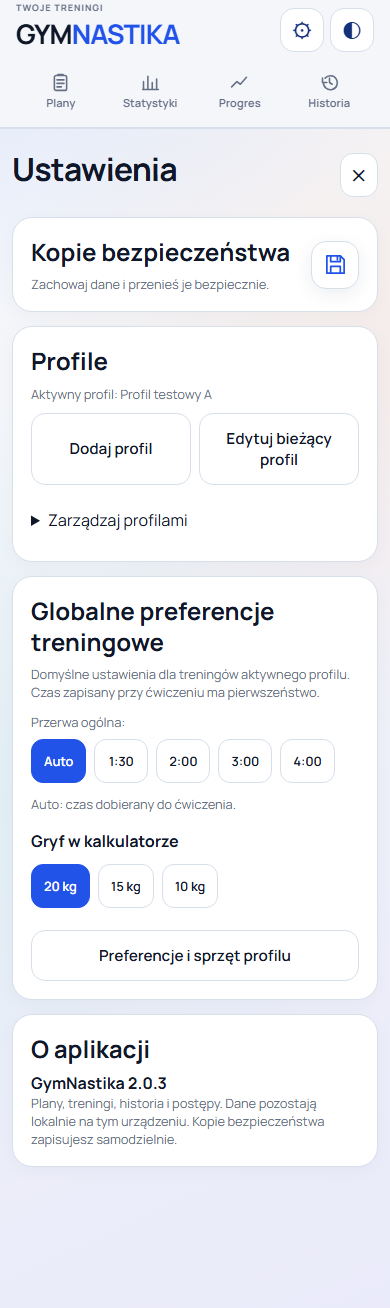 TWOJE TRENINGI
GYMNASTIKA
Plany
Statystyki
Progres
Historia
Ustawienia
Kopie bezpieczeństwa
Zachowaj dane i przenieś je bezpiecznie.
Profile
Aktywny profil: Profil testowy A
Dodaj profil
Edytuj bieżący
profil
Zarządzaj profilami
Globalne preferencje
treningowe
Domyślne ustawienia dla treningów aktywnego profilu.
Czas zapisany przy ćwiczeniu ma pierwszeństwo.
Przerwa ogólna:
Auto
1:30
2:00
3:00
4:00
Auto: czas dobierany do ćwiczenia.
Gryf w kalkulatorze
20 kg
15 kg
10 kg
Preferencje i sprzęt profilu
O aplikacji
GymNastika 2.0.3
Plany, treningi, historia i postępy. Dane pozostają
lokalnie na tym urządzeniu. Kopie bezpieczeństwa
zapisujesz samodzielnie.